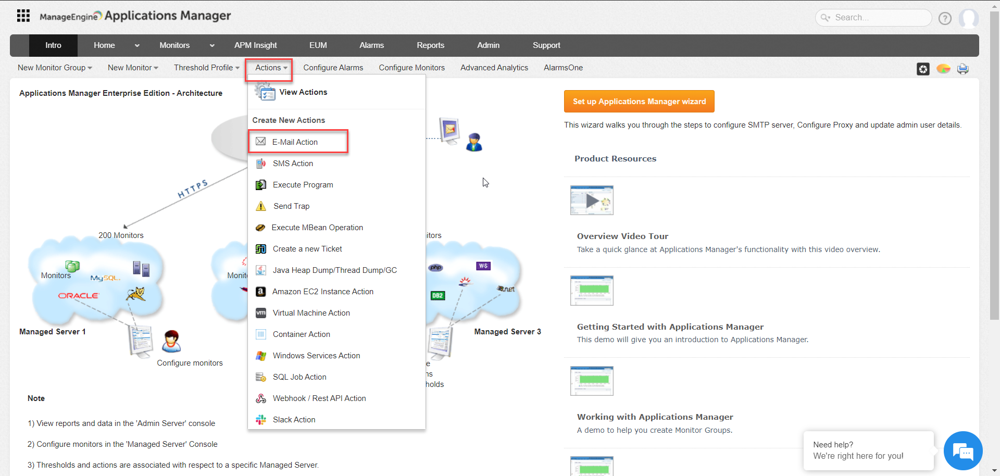 ManageEngine Applications Manager
Search...
?
Intro
Home
Monitors
APM Insight
EUM
Alarms
Reports
Admin
Support
New Monitor Group
New Monitor
Threshold Profile
Actions
Configure Alarms
Configure Monitors
Advanced Analytics
AlarmsOne
Applications Manager Enterprise Edition - Architecture
View Actions
Create New Actions
E-Mail Action
SMS Action
Execute Program
Send Trap
Execute MBean Operation
Create a new Ticket
Java Heap Dump/Thread Dump/GC
a Amazon EC2 Instance Action
vm Virtual Machine Action
Container Action
Windows Services Action
SQL Job Action
Webhook / Rest API Action
Slack Action
HTTPS
200 Monitors
itors
Monitors
MySQL.
ORACLE
Monito
php
WS
DB2
.net
Managed Server 1
Managed Server 3
Configure monitors
e
ns
holds
Note
1) View reports and data in the 'Admin Server' console
2) Configure monitors in the 'Managed Server' Console
3) Thresholds and actions are associated with respect to a specific Managed Server.
Set up Applications Manager wizard
This wizard walks you through the steps to configure SMTP server, Configure Proxy and update admin user details.
Product Resources
Overview Video Tour
Take a quick glance at Applications Manager's functionality with this video overview.
Getting Started with Applications Manager
This demo will give you an introduction to Applications Manager.
Working with Applications Manager
A demo to help you create Monitor Groups.
Need help?
We're right here for you!